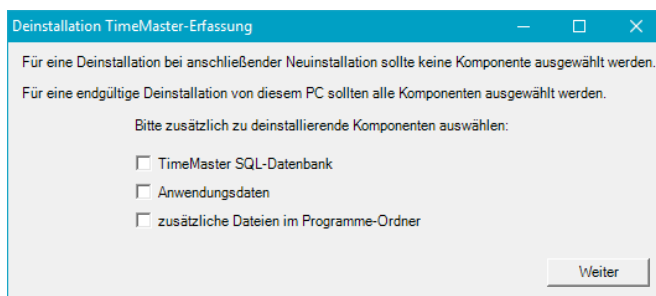 Deinstallation TimeMaster-Erfassung
Für eine Deinstallation bei anschließender Neuinstallation sollte keine Komponente ausgewählt werden.
Für eine endgültige Deinstallation von diesem PC sollten alle Komponenten ausgewählt werden.
Bitte zusätzlich zu deinstallierende Komponenten auswählen:
TimeMaster SQL-Datenbank
Anwendungsdaten
zusätzliche Dateien im Programme-Ordner
Weiter